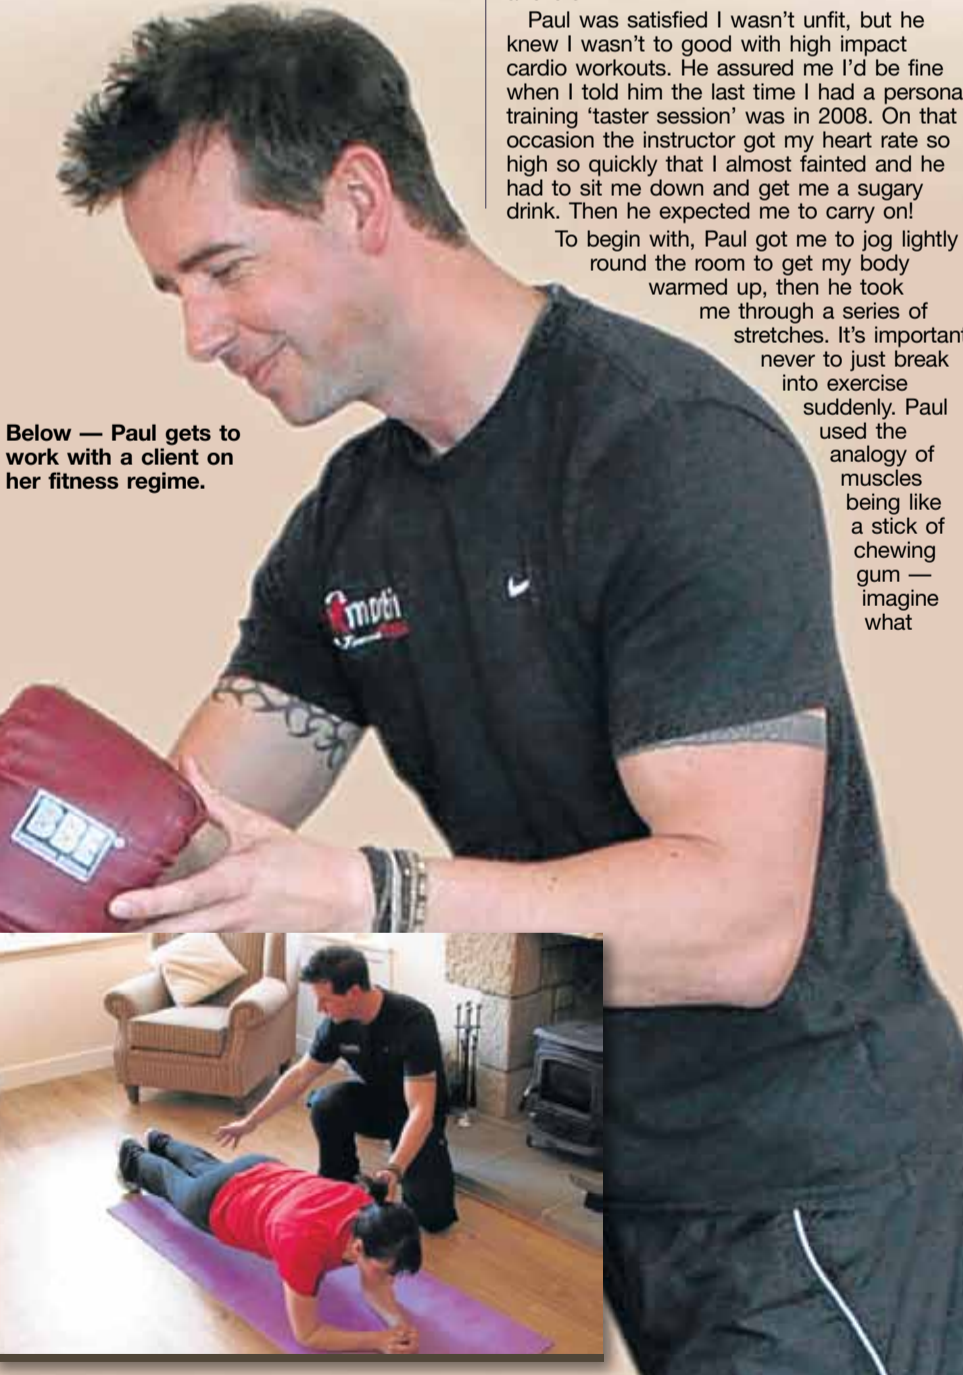 Paul was satisfied I wasn't unfit, but he
knew I wasn't to good with high impact
cardio workouts. He assured me I'd be fine
when I told him the last time I had a persona
training ‘taster session’ was in 2008. On that
occasion the instructor got my heart rate so
high so quickly that I almost fainted and he
had to sit me down and get me a sugary
drink. Then he expected me to carry on!
To begin with, Paul got me to jog lightly
round the room to get my body
warmed up, then he took
me through a series of
stretches. It's important
never to just break
into exercise
suddenly. Paul
used the
analogy of
muscles
being like
a stick of
chewing
gum —
imagine
what
Below — Paul gets to
work with a client on
her fitness regime.